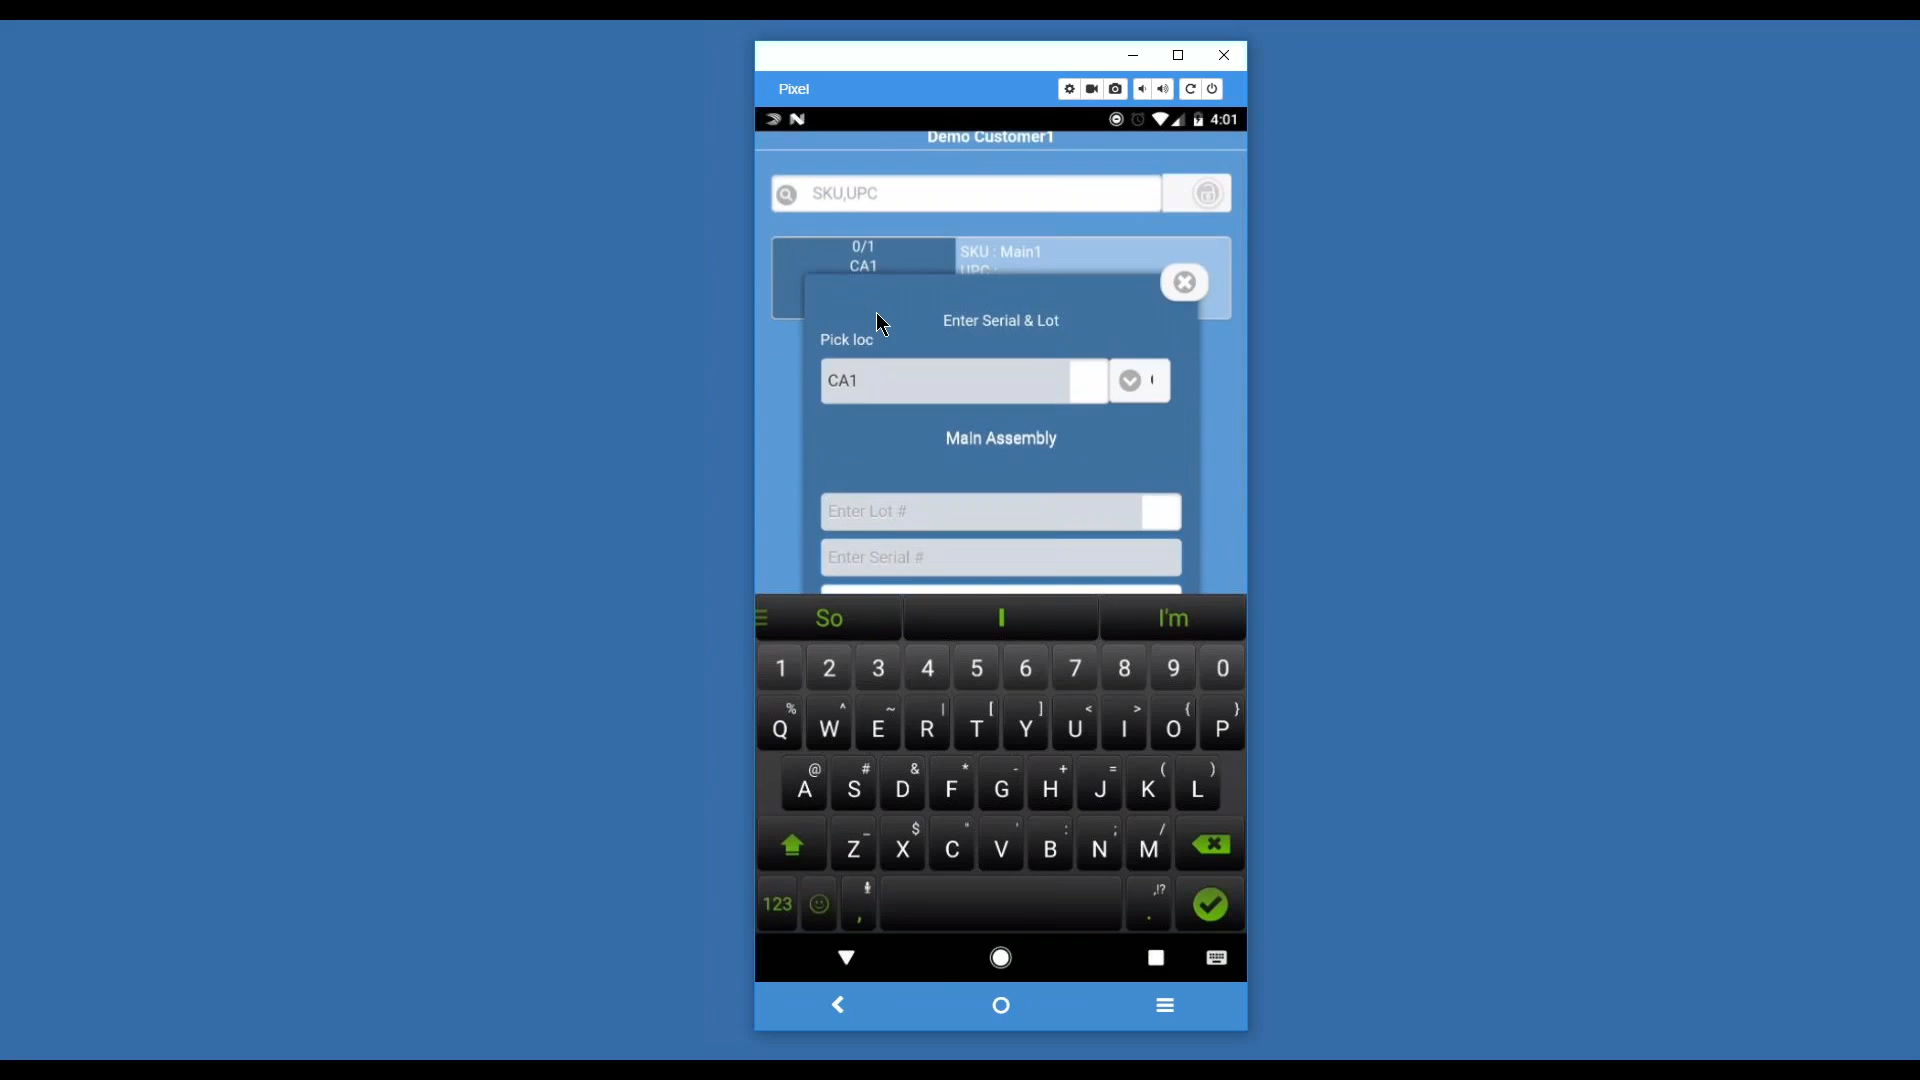 Pixel
4:01
Demo Customer1
SKU,UPC
0/1
CA1
SKU : Main1
UPC :
Enter Serial & Lot
Pick loc
CA1
Main Assembly
Enter Lot #
Enter Serial #
So I I'm
1 2 3 4 5 6 7 8 9 0
% ^ ~ | [ ] < > { }
Q W E R T Y U I O P
@ # & * - + = ( )
A S D F G H J K L
_ $ " ' : ; /
Z X C V B N M
123 , ,!? .